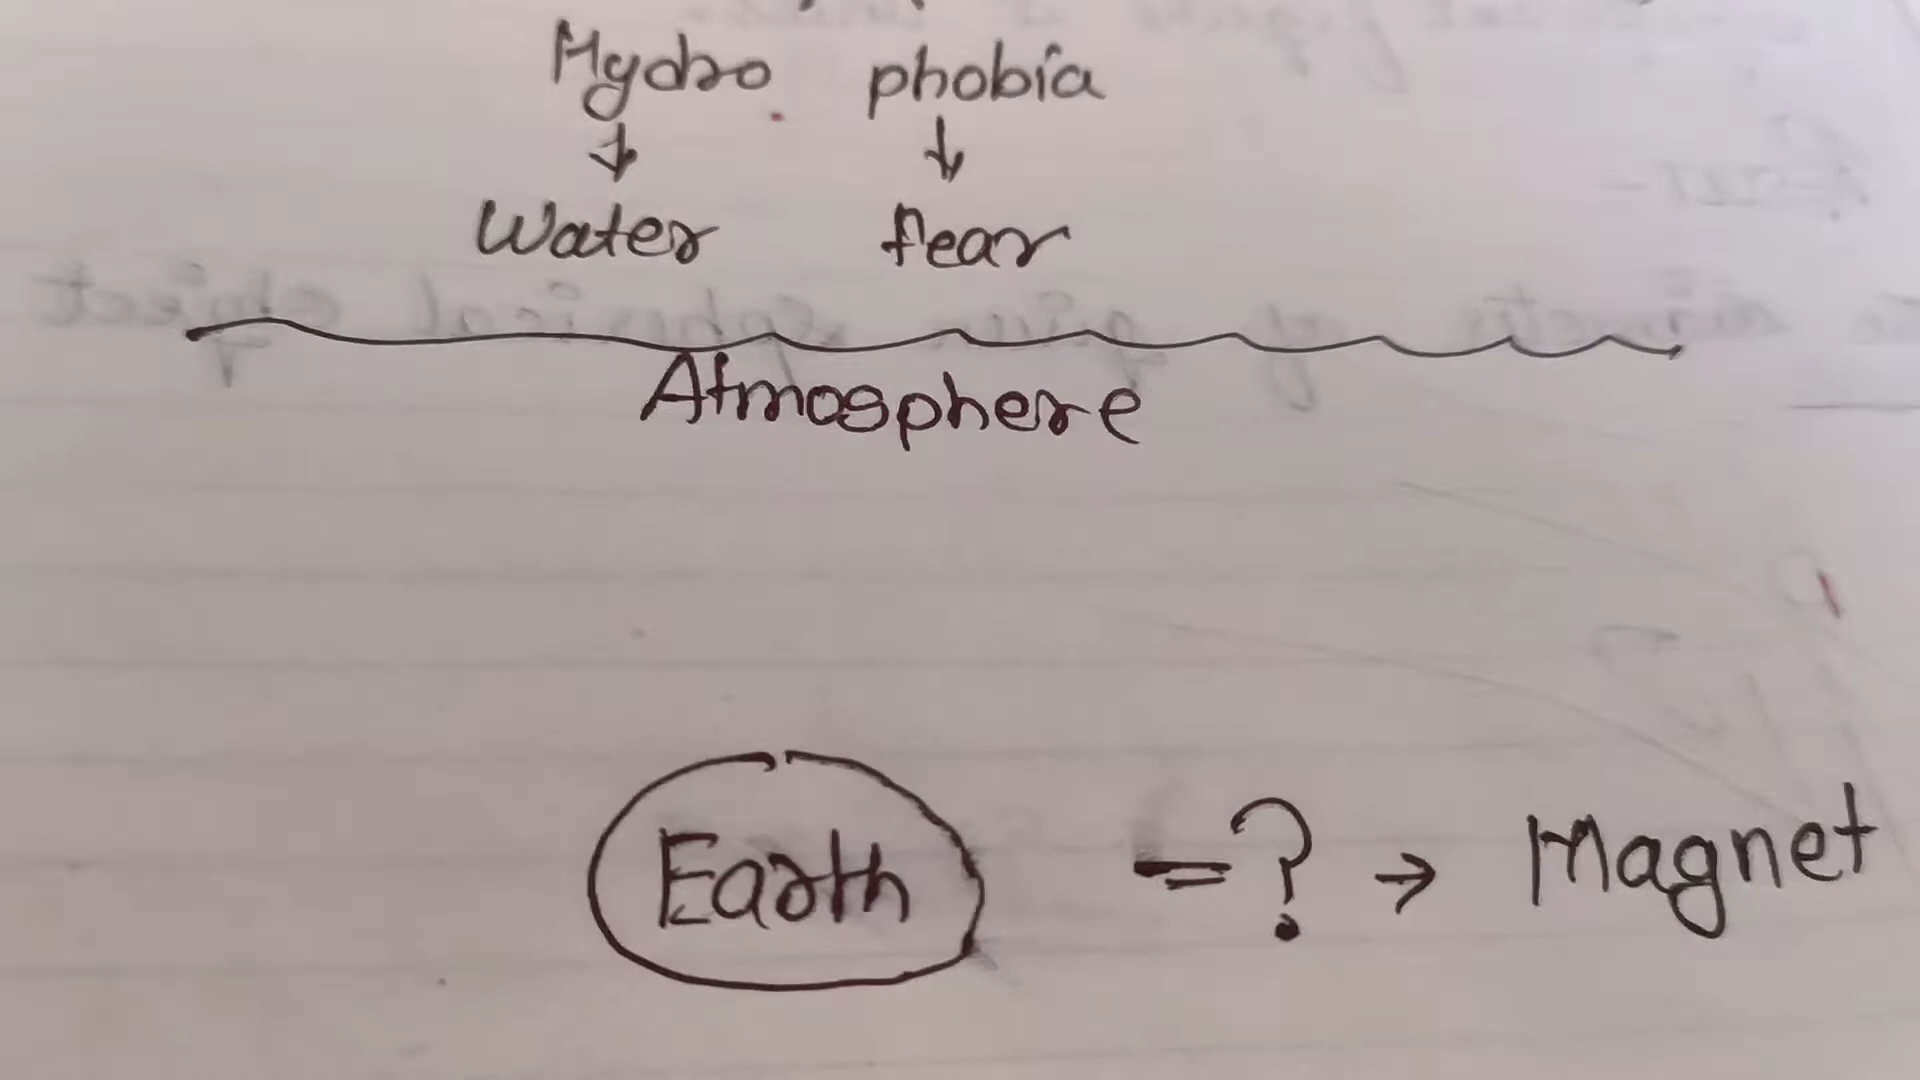 Hydro phobia
↓ ↓
Water fear
Atmosphere
Earth = ? → Magnet